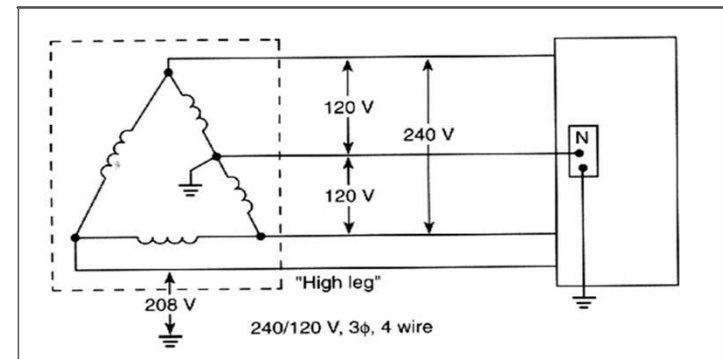 120 V
240 V
N
120 V
"High leg"
208 V
240/120 V, 3ϕ, 4 wire